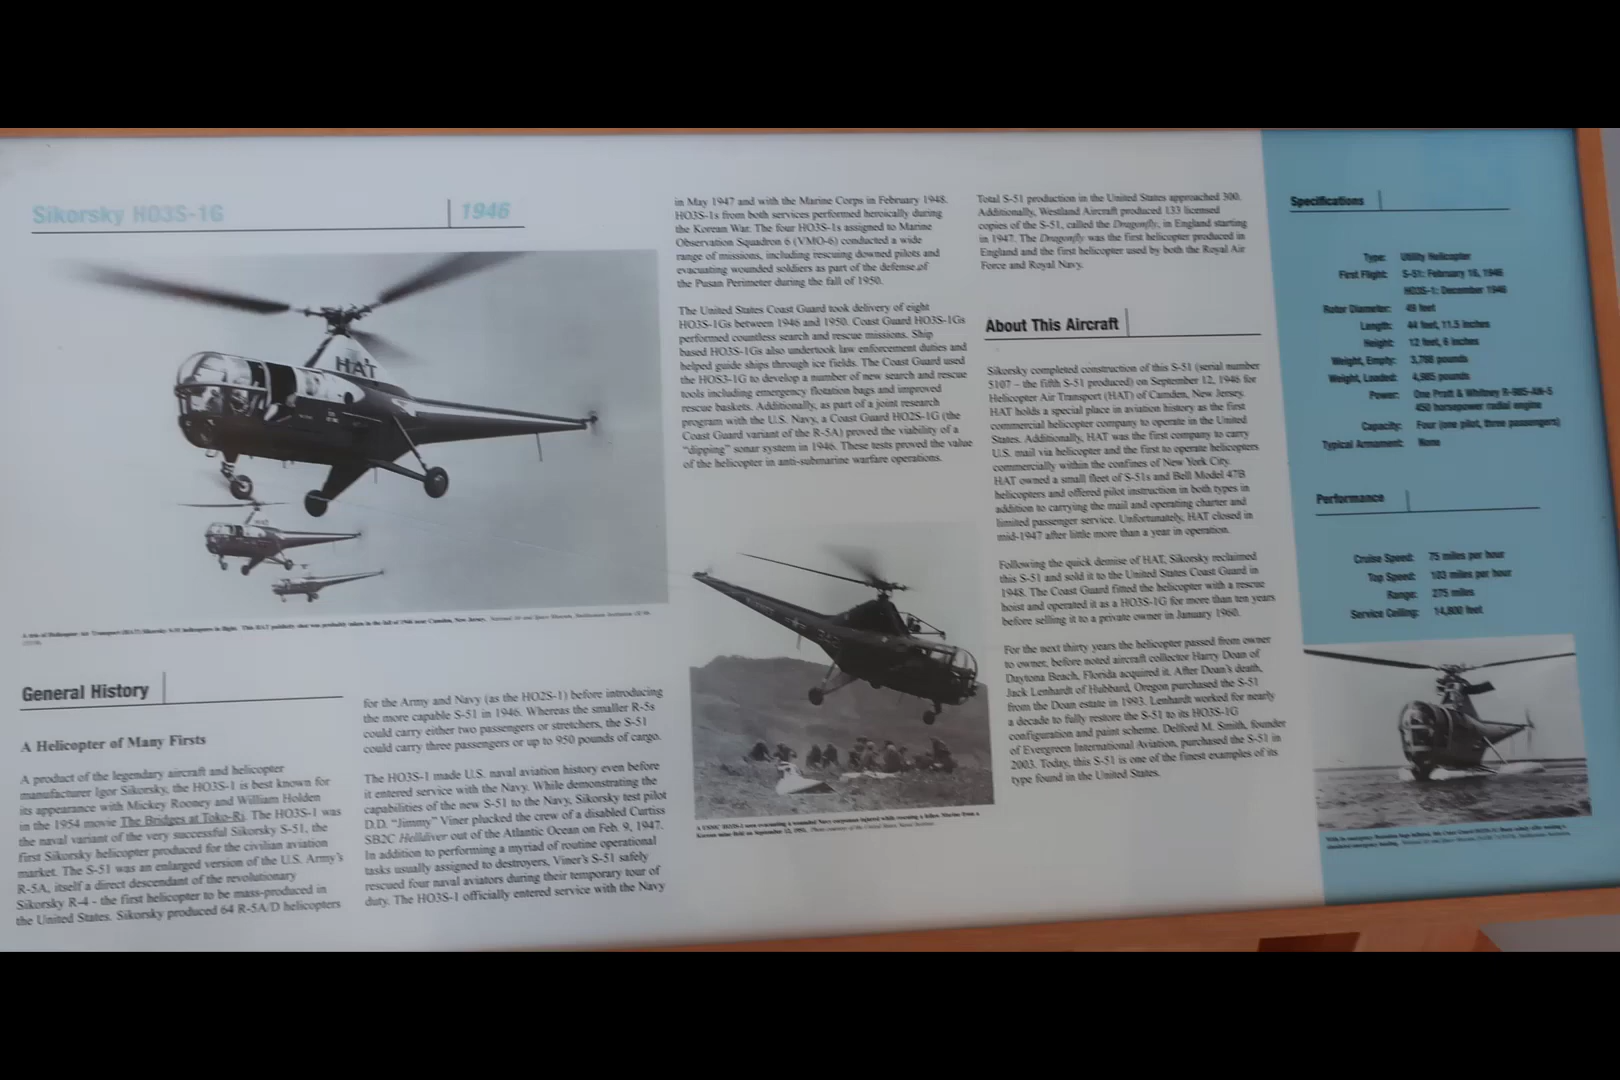 Sikorsky HO3S-1G
1946
HAT
General History
A Helicopter of Many Firsts
A product of the legendary aircraft and helicopter
manufacturer Igor Sikorsky, the HO3S-1 is best known for
its appearance with Mickey Rooney and William Holden
in the 1954 movie The Bridges at Toko-Ri. The HO3S-1 was
the naval variant of the very successful Sikorsky S-51, the
first Sikorsky helicopter produced for the civilian aviation
market. The S-51 was an enlarged version of the U.S. Army's
R-5A, itself a direct descendant of the revolutionary
Sikorsky R-4 - the first helicopter to be mass-produced in
the United States. Sikorsky produced 64 R-5A/D helicopters
for the Army and Navy (as the HO2S-1) before introducing
the more capable S-51 in 1946. Whereas the smaller R-5s
could carry either two passengers or stretchers, the S-51
could carry three passengers or up to 950 pounds of cargo.
The HO3S-1 made U.S. naval aviation history even before
it entered service with the Navy. While demonstrating the
capabilities of the new S-51 to the Navy, Sikorsky test pilot
D.D. "Jimmy" Viner plucked the crew of a disabled Curtiss
SB2C Helldiver out of the Atlantic Ocean on Feb. 9, 1947.
In addition to performing a myriad of routine operational
tasks usually assigned to destroyers, Viner's S-51 safely
rescued four naval aviators during their temporary tour of
duty. The HO3S-1 officially entered service with the Navy
in May 1947 and with the Marine Corps in February 1948.
HO3S-1s from both services performed heroically during
the Korean War. The four HO3S-1s assigned to Marine
Observation Squadron 6 (VMO-6) conducted a wide
range of missions, including rescuing downed pilots and
evacuating wounded soldiers as part of the defense of
the Pusan Perimeter during the fall of 1950.
The United States Coast Guard took delivery of eight
HO3S-1Gs between 1946 and 1950. Coast Guard HO3S-1Gs
performed countless search and rescue missions. Ship
based HO3S-1Gs also undertook law enforcement duties and
helped guide ships through ice fields. The Coast Guard used
the HOS3-1G to develop a number of new search and rescue
tools including emergency flotation bags and improved
rescue baskets. Additionally, as part of a joint research
program with the U.S. Navy, a Coast Guard HO2S-1G (the
Coast Guard variant of the R-5A) proved the viability of a
"dipping" sonar system in 1946. These tests proved the value
of the helicopter in anti-submarine warfare operations.
Total S-51 production in the United States approached 300.
Additionally, Westland Aircraft produced 133 licensed
copies of the S-51, called the Dragonfly, in England starting
in 1947. The Dragonfly was the first helicopter produced in
England and the first helicopter used by both the Royal Air
Force and Royal Navy.
About This Aircraft
Sikorsky completed construction of this S-51 (serial number
5107 – the fifth S-51 produced) on September 12, 1946 for
Helicopter Air Transport (HAT) of Camden, New Jersey.
HAT holds a special place in aviation history as the first
commercial helicopter company to operate in the United
States. Additionally, HAT was the first company to carry
U.S. mail via helicopter and the first to operate helicopters
commercially within the confines of New York City.
HAT owned a small fleet of S-51s and Bell Model 47B
helicopters and offered pilot instruction in both types in
addition to carrying the mail and operating charter and
limited passenger service. Unfortunately, HAT closed in
mid-1947 after little more than a year in operation.
Following the quick demise of HAT, Sikorsky reclaimed
this S-51 and sold it to the United States Coast Guard in
1948. The Coast Guard fitted the helicopter with a rescue
hoist and operated it as a HO3S-1G for more than ten years
before selling it to a private owner in January 1960.
For the next thirty years the helicopter passed from owner
to owner, before noted aircraft collector Harry Doan of
Daytona Beach, Florida acquired it. After Doan's death,
Jack Lenhardt of Hubbard, Oregon purchased the S-51
from the Doan estate in 1993. Lenhardt worked for nearly
a decade to fully restore the S-51 to its HO3S-1G
configuration and paint scheme. Delford M. Smith, founder
of Evergreen International Aviation, purchased the S-51 in
2003. Today, this S-51 is one of the finest examples of its
type found in the United States.
Specifications
Type: Utility Helicopter
First Flight: S-51: February 16, 1946
HO3S-1: December 1946
Rotor Diameter: 49 feet
Length: 44 feet, 11.5 inches
Height: 12 feet, 6 inches
Weight, Empty: 3,788 pounds
Weight, Loaded: 4,985 pounds
Power: One Pratt & Whitney R-985-AN-5
450 horsepower radial engine
Capacity: Four (one pilot, three passengers)
Typical Armament: None
Performance
Cruise Speed: 75 miles per hour
Top Speed: 103 miles per hour
Range: 275 miles
Service Ceiling: 14,800 feet